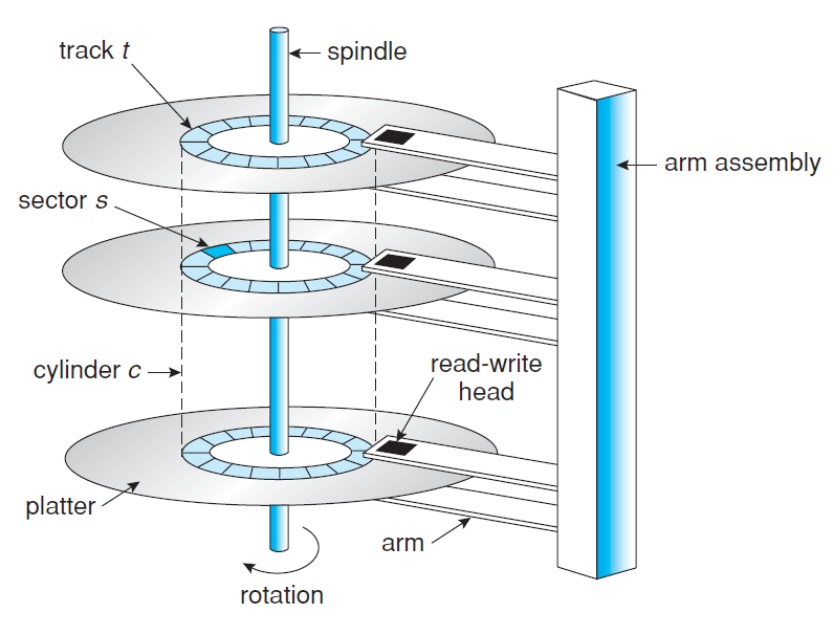 track t
spindle
arm assembly
sector s
cylinder c
read-write
head
platter
arm
rotation